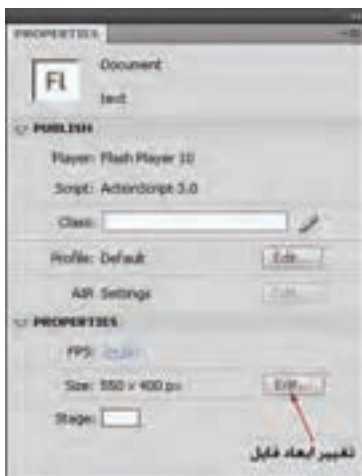 PROPERTIES
Fl
Document
text
PUBLISH
Player: Flash Player 10
Script: ActionScript 3.0
Class:
Profile: Default Edit...
AIR Settings Edit...
PROPERTIES
FPS:
Size: 550 x 400 px Edit...
Stage:
تغییر ابعاد فایل